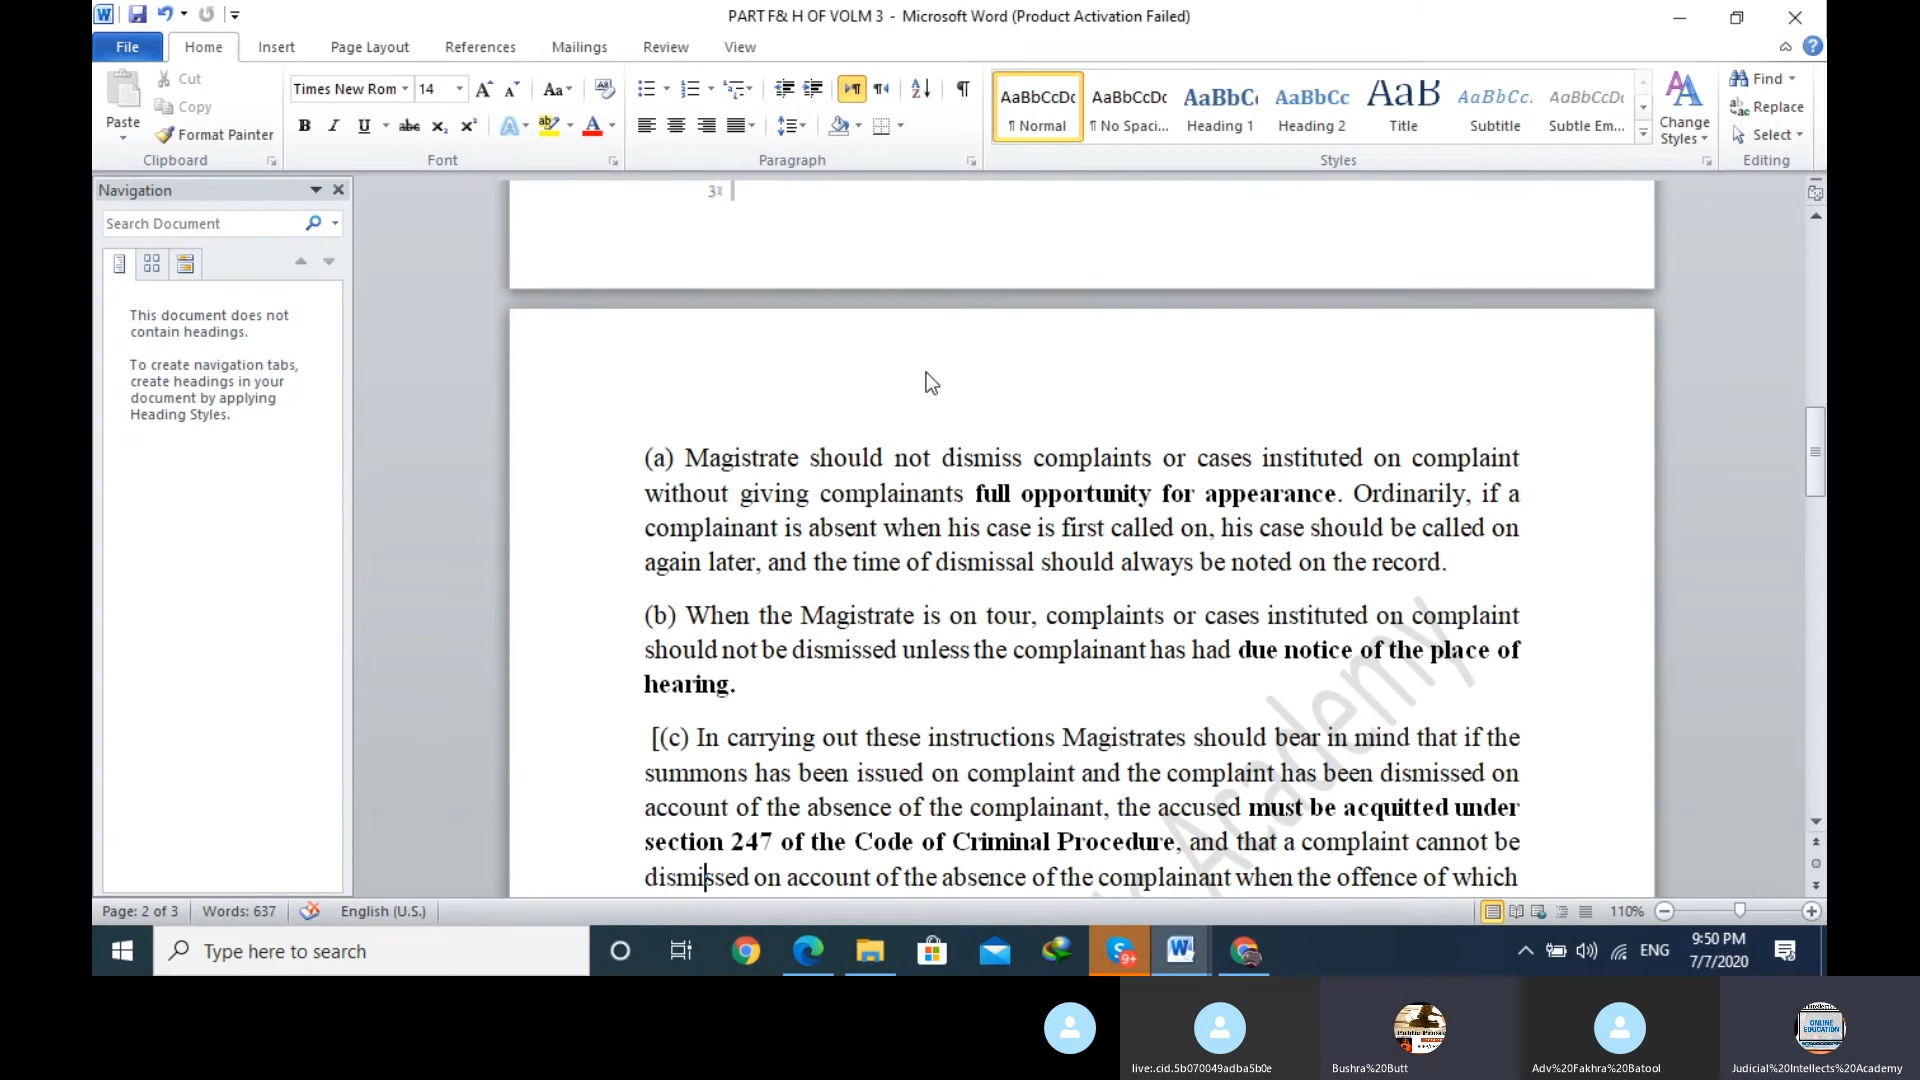 PART F& H OF VOLM 3 - Microsoft Word (Product Activation Failed)
File Home Insert Page Layout References Mailings Review View
Paste
Cut
Copy
Format Painter
Clipboard
Times New Rom 14
Font
Paragraph
AaBbCcDc AaBbCcDc AaBbC AaBbCc AaB AaBbCc. AaBbCcDc
¶ Normal ¶ No Spaci... Heading 1 Heading 2 Title Subtitle Subtle Em...
Change
Styles
Styles
Find
Replace
Select
Editing
Navigation
Search Document
This document does not
contain headings.
To create navigation tabs,
create headings in your
document by applying
Heading Styles.
(a) Magistrate should not dismiss complaints or cases instituted on complaint
without giving complainants full opportunity for appearance. Ordinarily, if a
complainant is absent when his case is first called on, his case should be called on
again later, and the time of dismissal should always be noted on the record.
(b) When the Magistrate is on tour, complaints or cases instituted on complaint
should not be dismissed unless the complainant has had due notice of the place of
hearing.
[(c) In carrying out these instructions Magistrates should bear in mind that if the
summons has been issued on complaint and the complaint has been dismissed on
account of the absence of the complainant, the accused must be acquitted under
section 247 of the Code of Criminal Procedure, and that a complaint cannot be
dismissed on account of the absence of the complainant when the offence of which
Academy
Page: 2 of 3 Words: 637 English (U.S.) 110%
Type here to search
9+
ENG
9:50 PM
7/7/2020
ONLINE
EDUCATION
live:.cid.5b070049adba5b0e Bushra%20Butt Adv%20Fakhra%20Batool Judicial%20Intellects%20Academy